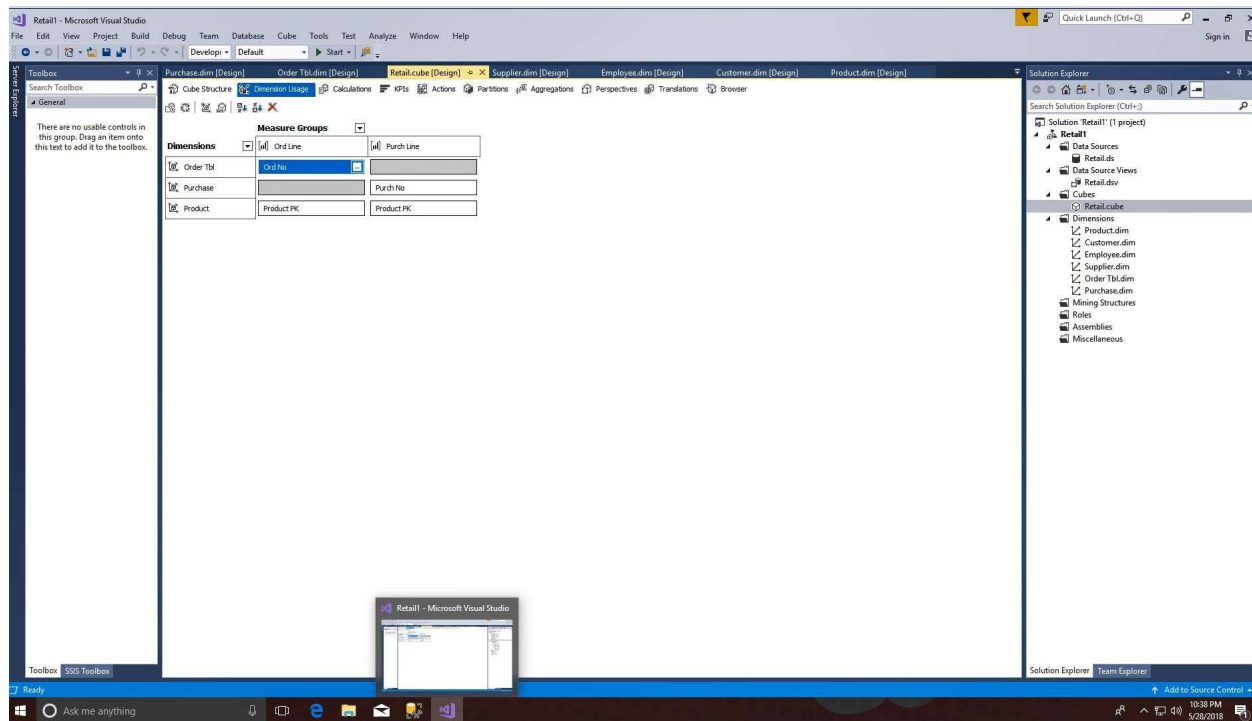 Retail1 - Microsoft Visual Studio
Quick Launch (Ctrl+Q)
File Edit View Project Build Debug Team Database Cube Tools Test Analyze Window Help
Sign in
Develop Default Start
Server Explorer
Toolbox
Search Toolbox
General
There are no usable controls in
this group. Drag an item onto
this text to add it to the toolbox.
Purchase.dim [Design] Order Tbl.dim [Design] Retail.cube [Design] Supplier.dim [Design] Employee.dim [Design] Customer.dim [Design] Product.dim [Design]
Cube Structure Dimension Usage Calculations KPIs Actions Partitions Aggregations Perspectives Translations Browser
Measure Groups
Dimensions Ord Line Purch Line
Order Tbl Ord No
Purchase Purch No
Product Product PK Product PK
Solution Explorer
Search Solution Explorer (Ctrl+;)
Solution 'Retail1' (1 project)
Retail1
Data Sources
Retail.ds
Data Source Views
Retail.dsv
Cubes
Retail.cube
Dimensions
Product.dim
Customer.dim
Employee.dim
Supplier.dim
Order Tbl.dim
Purchase.dim
Mining Structures
Roles
Assemblies
Miscellaneous
Retail1 - Microsoft Visual Studio
Toolbox SSIS Toolbox
Solution Explorer Team Explorer
Ready
Add to Source Control
Ask me anything
10:38 PM
5/28/2018